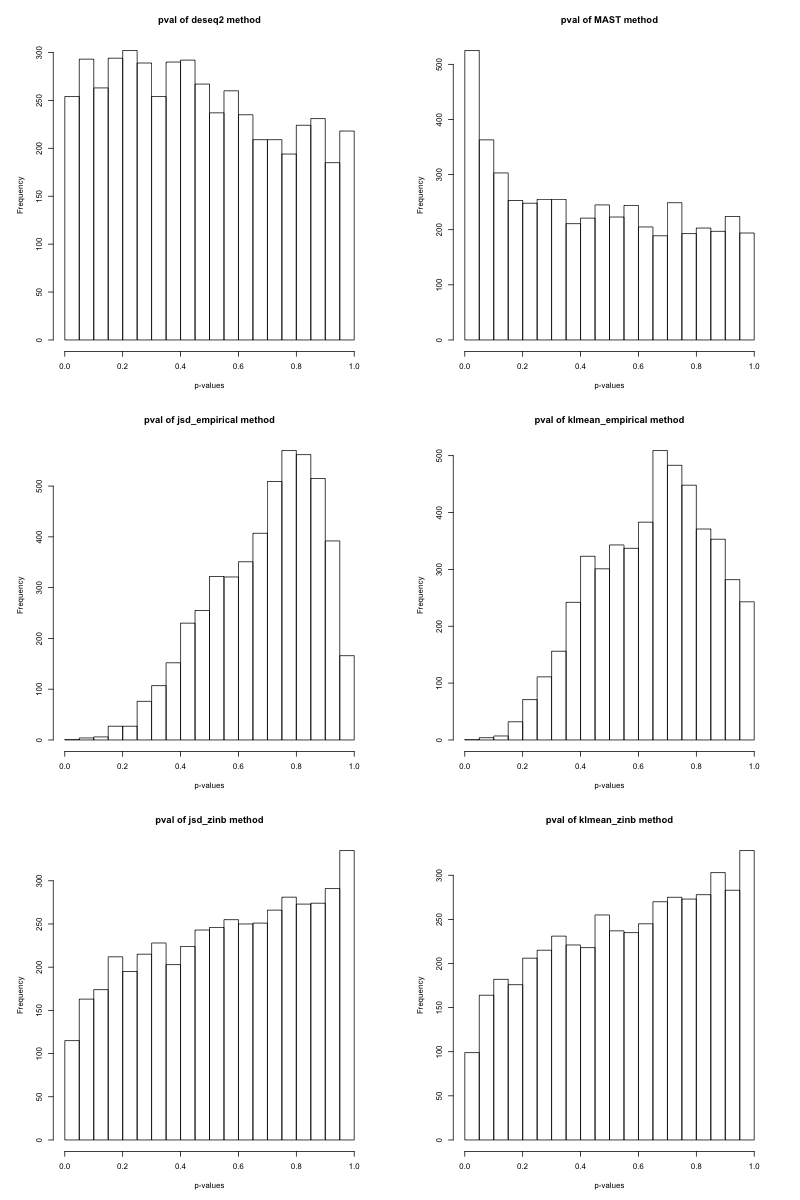 pval of deseq2 method
Frequency
0 50 100 150 200 250 300
0.0 0.2 0.4 0.6 0.8 1.0
p-values
pval of MAST method
Frequency
0 100 200 300 400 500
0.0 0.2 0.4 0.6 0.8 1.0
p-values
pval of jsd_empirical method
Frequency
0 100 200 300 400 500
0.0 0.2 0.4 0.6 0.8 1.0
p-values
pval of klmean_empirical method
Frequency
0 100 200 300 400 500
0.0 0.2 0.4 0.6 0.8 1.0
p-values
pval of jsd_zinb method
Frequency
0 50 100 150 200 250 300
0.0 0.2 0.4 0.6 0.8 1.0
p-values
pval of klmean_zinb method
Frequency
0 50 100 150 200 250 300
0.0 0.2 0.4 0.6 0.8 1.0
p-values